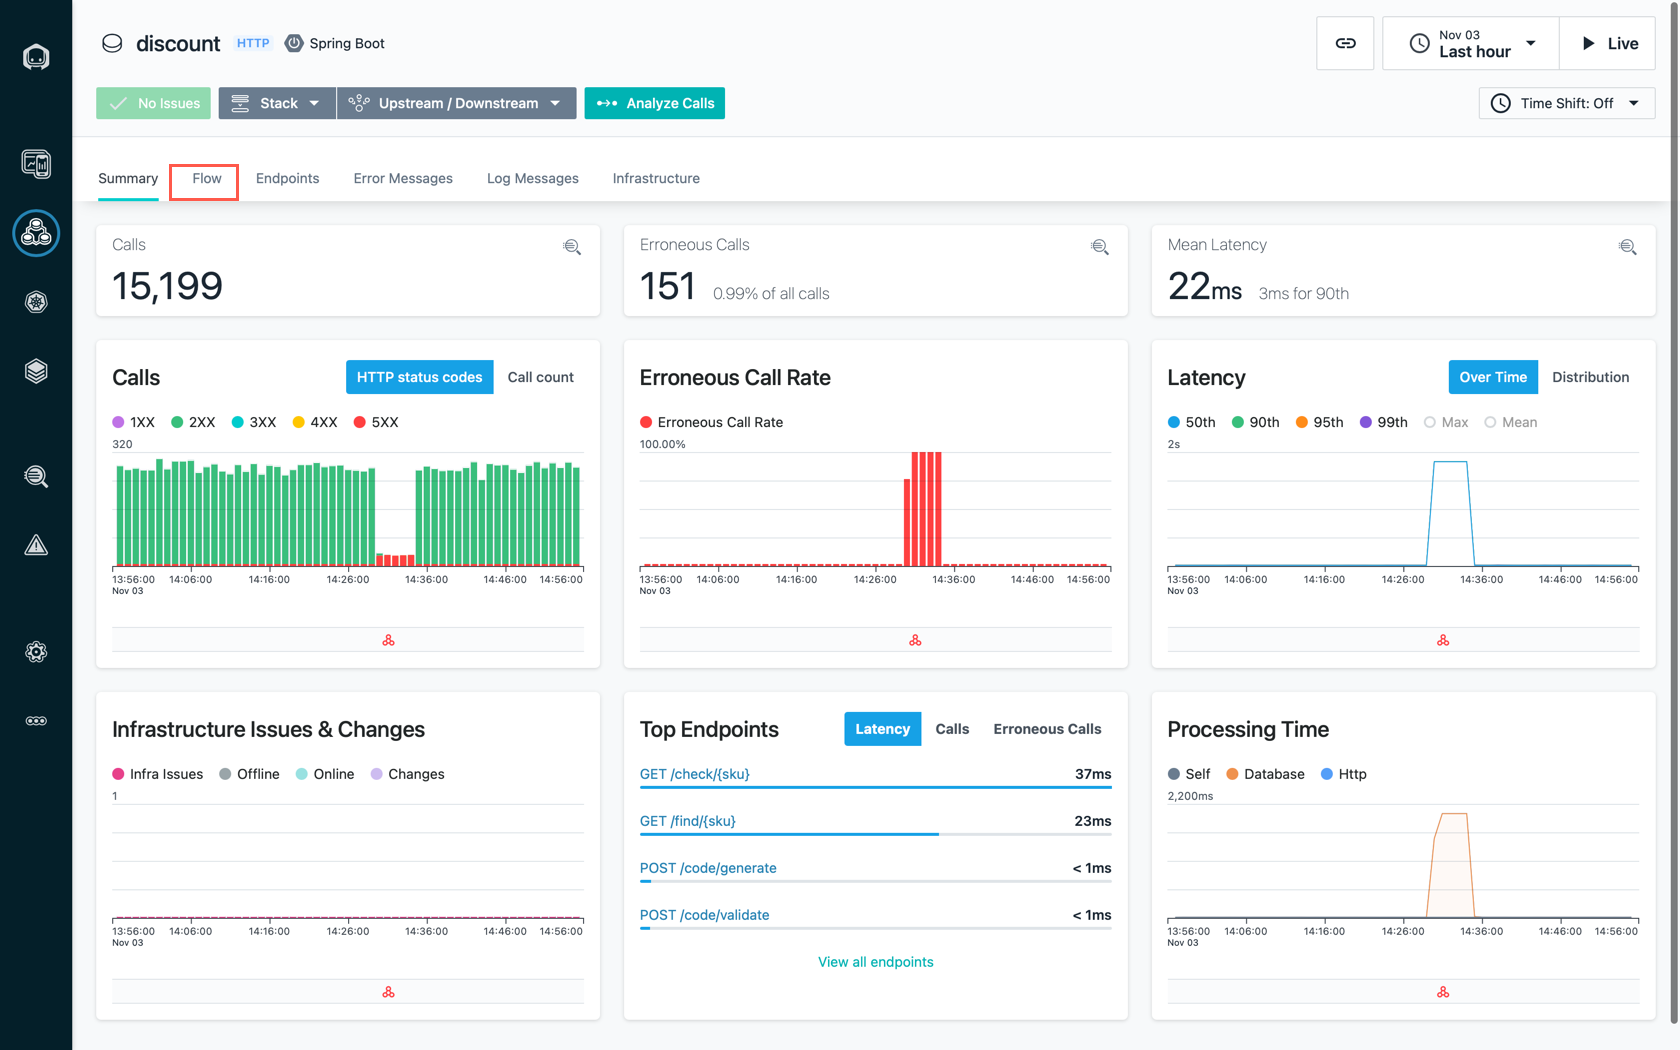 discount HTTP Spring Boot
Nov 03
Last hour
Live
No Issues Stack Upstream / Downstream Analyze Calls
Time Shift: Off
Summary Flow Endpoints Error Messages Log Messages Infrastructure
Calls
15,199
Erroneous Calls
151 0.99% of all calls
Mean Latency
22ms 3ms for 90th
Calls HTTP status codes Call count
1XX 2XX 3XX 4XX 5XX
320
13:56:00 14:06:00 14:16:00 14:26:00 14:36:00 14:46:00 14:56:00
Nov 03
Erroneous Call Rate
Erroneous Call Rate
100.00%
13:56:00 14:06:00 14:16:00 14:26:00 14:36:00 14:46:00 14:56:00
Nov 03
Latency Over Time Distribution
50th 90th 95th 99th Max Mean
2s
13:56:00 14:06:00 14:16:00 14:26:00 14:36:00 14:46:00 14:56:00
Nov 03
Infrastructure Issues & Changes
Infra Issues Offline Online Changes
1
13:56:00 14:06:00 14:16:00 14:26:00 14:36:00 14:46:00 14:56:00
Nov 03
Top Endpoints Latency Calls Erroneous Calls
GET /check/{sku} 37ms
GET /find/{sku} 23ms
POST /code/generate < 1ms
POST /code/validate < 1ms
View all endpoints
Processing Time
Self Database Http
2,200ms
13:56:00 14:06:00 14:16:00 14:26:00 14:36:00 14:46:00 14:56:00
Nov 03